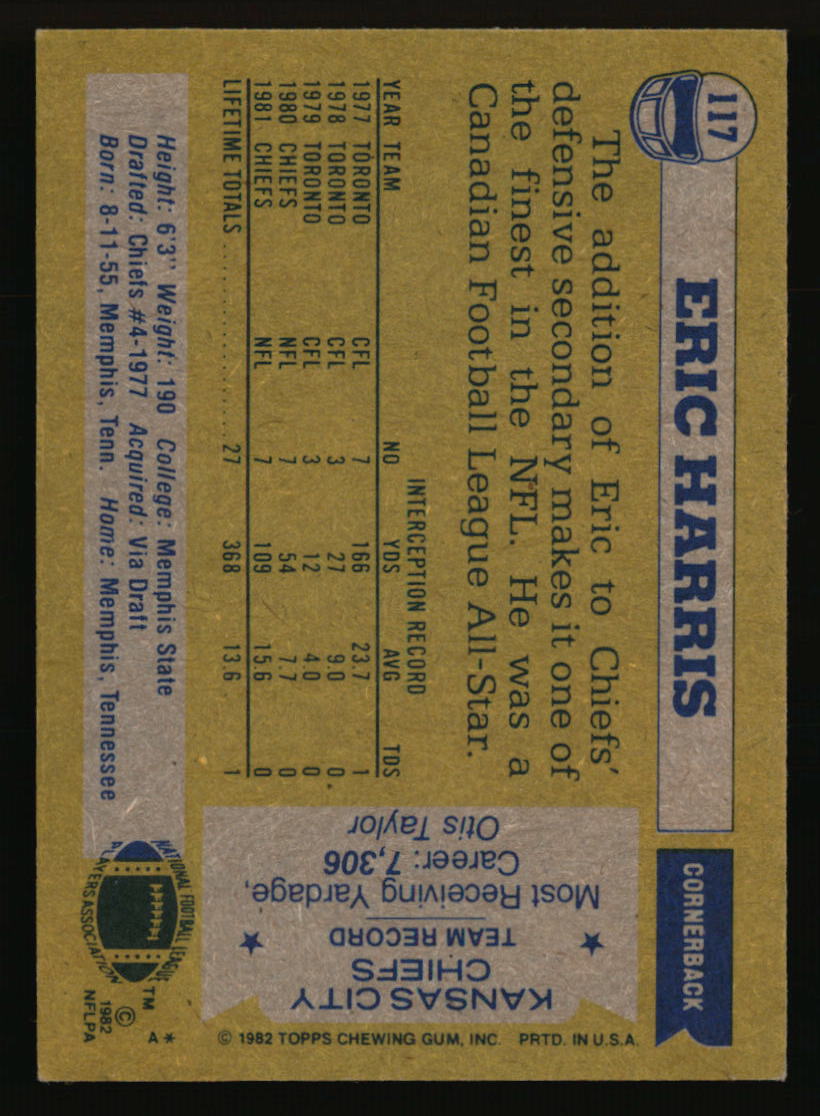 117
ERIC HARRIS
CORNERBACK
The addition of Eric to Chiefs'
defensive secondary makes it one of
the finest in the NFL. He was a
Canadian Football League All-Star.
INTERCEPTION RECORD
YEAR TEAM NO YDS AVG TDS
1977 TORONTO CFL 7 166 23.7 1
1978 TORONTO CFL 3 27 9.0 0
1979 TORONTO CFL 3 12 4.0 0
1980 CHIEFS NFL 7 54 7.7 0
1981 CHIEFS NFL 7 109 15.6 0
LIFETIME TOTALS 27 368 13.6 1
Height: 6'3" Weight: 190 College: Memphis State
Drafted: Chiefs #4-1977 Acquired: Via Draft
Born: 8-11-55, Memphis, Tenn. Home: Memphis, Tennessee
KANSAS CITY
CHIEFS
★ TEAM RECORD ★
Most Receiving Yardage,
Career: 7,306
Otis Taylor
NATIONAL FOOTBALL LEAGUE
PLAYERS ASSOCIATION
TM
©
1982
NFLPA
A*
© 1982 TOPPS CHEWING GUM, INC. PRTD. IN U.S.A.